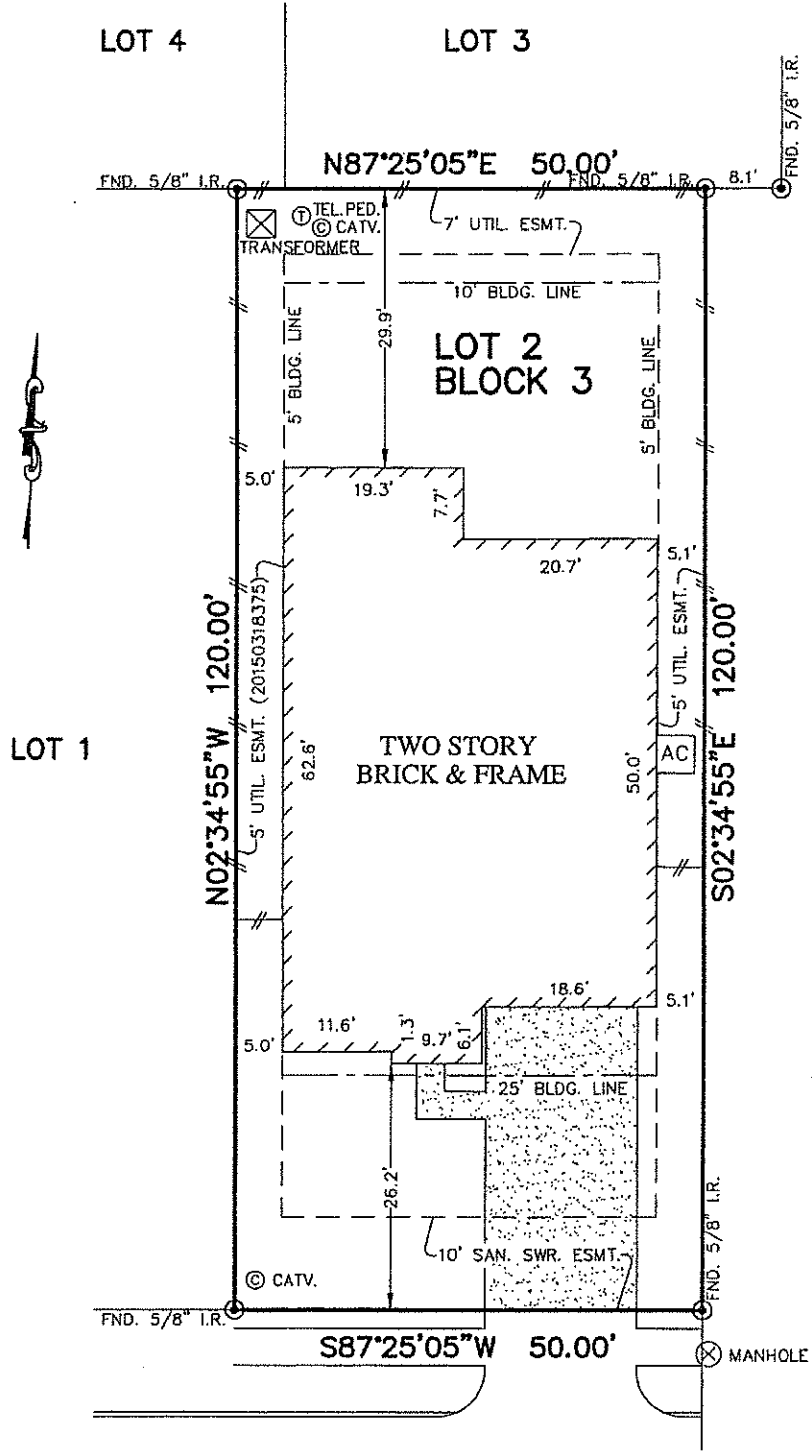 LOT 4
LOT 3
FND. 5/8" I.R.
N87°25'05"E 50.00'
FND. 5/8" I.R.
FND. 5/8" I.R.
8.1'
T TEL.PED.
C CATV.
TRANSFORMER
7' UTIL. ESMT.
10' BLDG. LINE
5' BLDG. LINE
29.9'
LOT 2
BLOCK 3
5' BLDG. LINE
5.0'
19.3'
7.7'
20.7'
5.1'
N02°34'55"W 120.00'
5' UTIL. ESMT. (20150318375)
62.6'
LOT 1
TWO STORY
BRICK & FRAME
50.0'
AC
5' UTIL. ESMT.
S02°34'55"E 120.00'
18.6'
5.1'
11.6'
1.3'
9.7'
6.1'
5.0'
25' BLDG. LINE
26.2'
10' SAN. SWR. ESMT.
C CATV.
FND. 5/8" I.R.
FND. 5/8" I.R.
S87°25'05"W 50.00'
MANHOLE